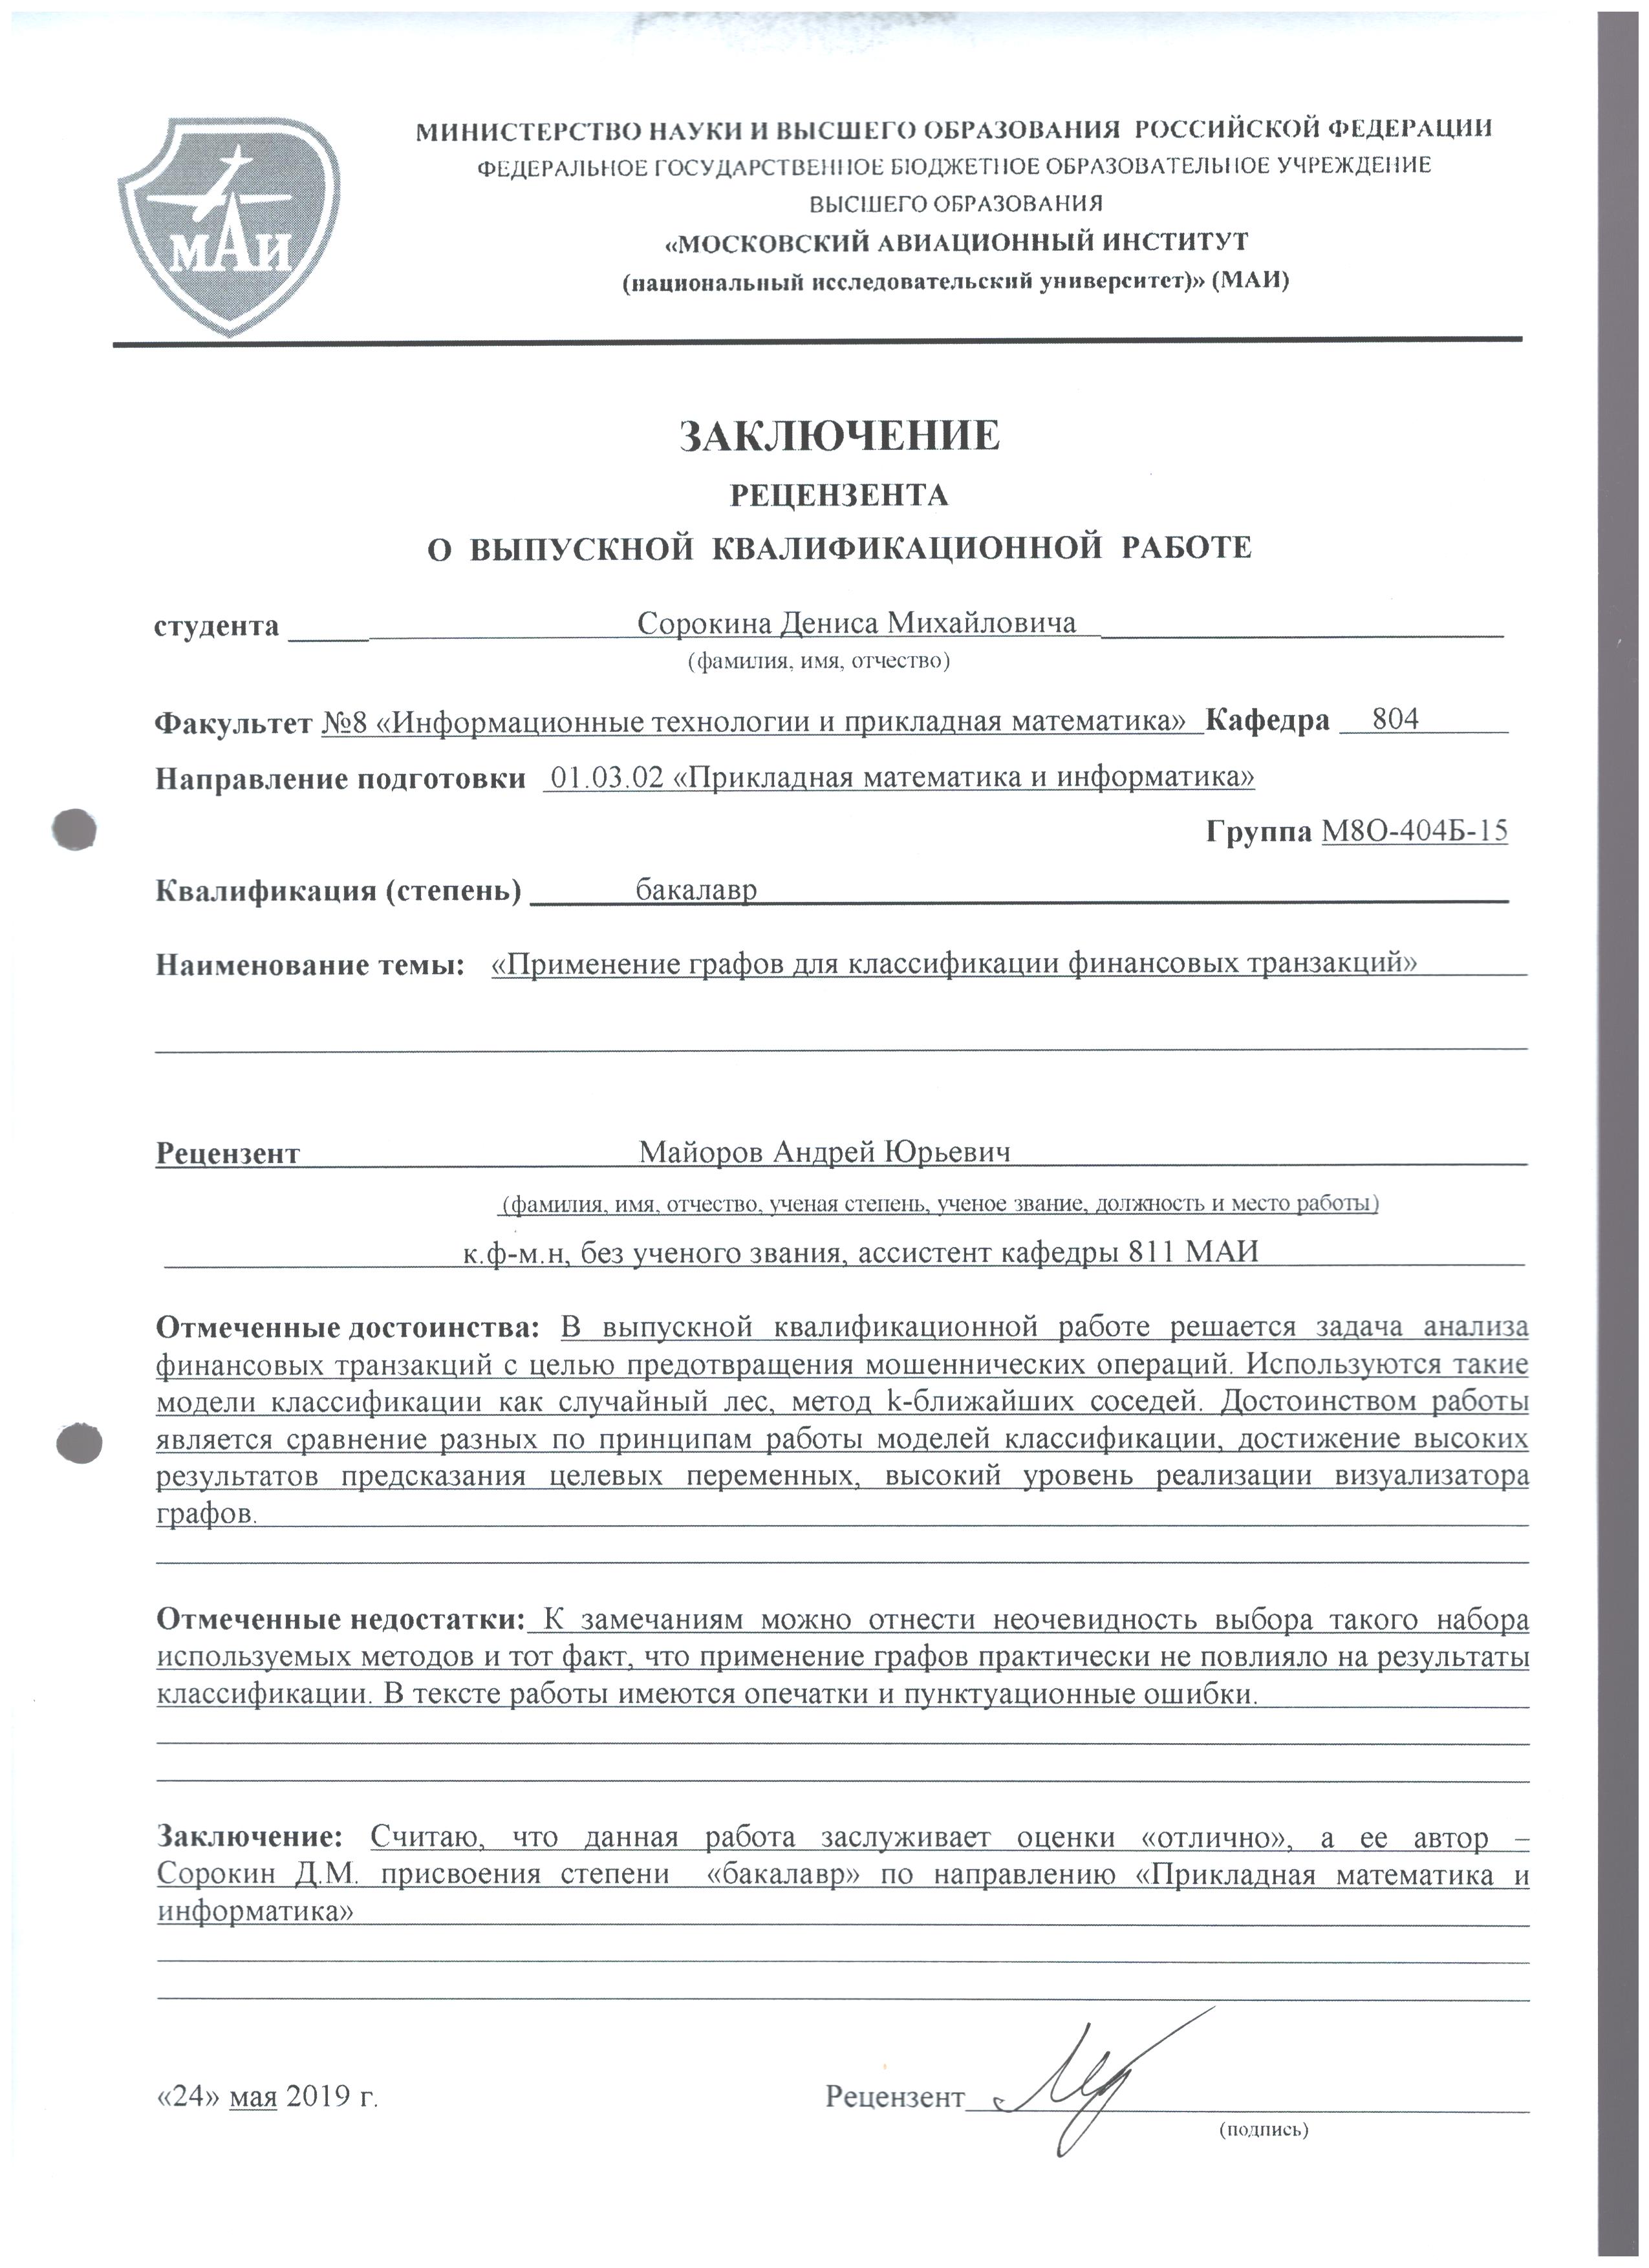 МИНИСТЕРСТВО НАУКИ И ВЫСШЕГО ОБРАЗОВАНИЯ РОССИЙСКОЙ ФЕДЕРАЦИИ
ФЕДЕРАЛЬНОЕ ГОСУДАРСТВЕННОЕ БЮДЖЕТНОЕ ОБРАЗОВАТЕЛЬНОЕ УЧРЕЖДЕНИЕ
ВЫСШЕГО ОБРАЗОВАНИЯ
«МОСКОВСКИЙ АВИАЦИОННЫЙ ИНСТИТУТ
(национальный исследовательский университет)» (МАИ)
МАИ
ЗАКЛЮЧЕНИЕ
РЕЦЕНЗЕНТА
О ВЫПУСКНОЙ КВАЛИФИКАЦИОННОЙ РАБОТЕ
студента Сорокина Дениса Михайловича
(фамилия, имя, отчество)
Факультет №8 «Информационные технологии и прикладная математика» Кафедра 804
Направление подготовки 01.03.02 «Прикладная математика и информатика»
Группа М8О-404Б-15
Квалификация (степень) бакалавр
Наименование темы: «Применение графов для классификации финансовых транзакций»
Рецензент Майоров Андрей Юрьевич
(фамилия, имя, отчество, ученая степень, ученое звание, должность и место работы)
к.ф-м.н, без ученого звания, ассистент кафедры 811 МАИ
Отмеченные достоинства: В выпускной квалификационной работе решается задача анализа
финансовых транзакций с целью предотвращения мошеннических операций. Используются такие
модели классификации как случайный лес, метод k-ближайших соседей. Достоинством работы
является сравнение разных по принципам работы моделей классификации, достижение высоких
результатов предсказания целевых переменных, высокий уровень реализации визуализатора
графов.
Отмеченные недостатки: К замечаниям можно отнести неочевидность выбора такого набора
используемых методов и тот факт, что применение графов практически не повлияло на результаты
классификации. В тексте работы имеются опечатки и пунктуационные ошибки.
Заключение: Считаю, что данная работа заслуживает оценки «отлично», а ее автор –
Сорокин Д.М. присвоения степени «бакалавр» по направлению «Прикладная математика и
информатика»
«24» мая 2019 г. Рецензент
(подпись)